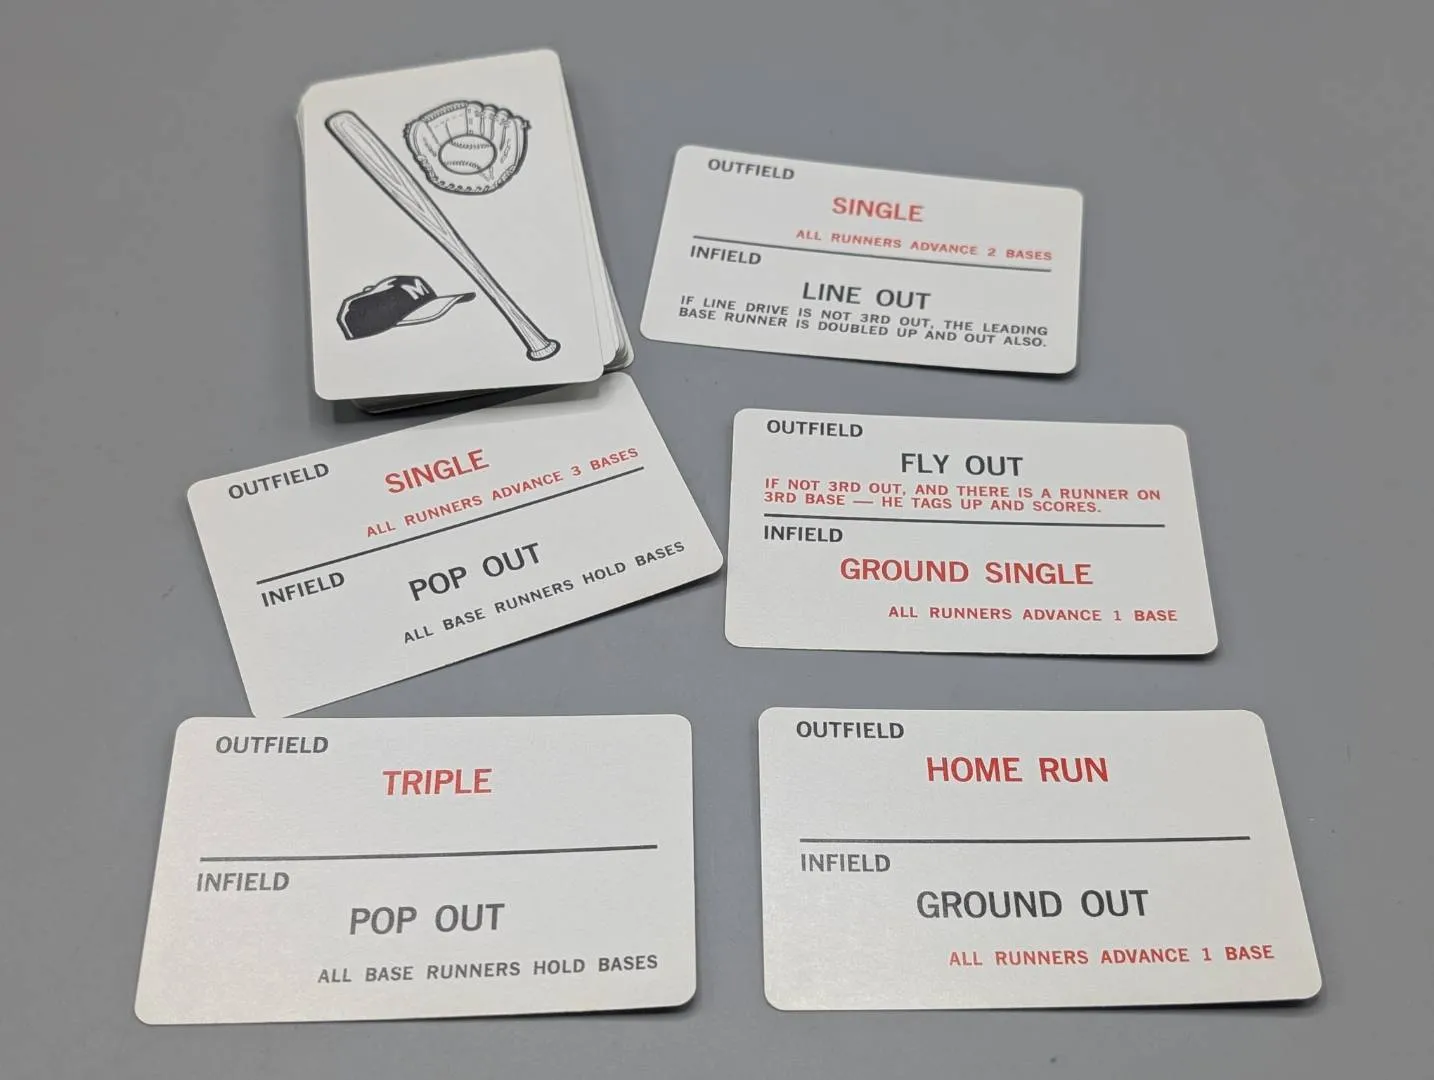 M
OUTFIELD
SINGLE
ALL RUNNERS ADVANCE 2 BASES
INFIELD
LINE OUT
IF LINE DRIVE IS NOT 3RD OUT, THE LEADING
BASE RUNNER IS DOUBLED UP AND OUT ALSO.
OUTFIELD
SINGLE
ALL RUNNERS ADVANCE 3 BASES
INFIELD
POP OUT
ALL BASE RUNNERS HOLD BASES
OUTFIELD
FLY OUT
IF NOT 3RD OUT, AND THERE IS A RUNNER ON
3RD BASE — HE TAGS UP AND SCORES.
INFIELD
GROUND SINGLE
ALL RUNNERS ADVANCE 1 BASE
OUTFIELD
TRIPLE
INFIELD
POP OUT
ALL BASE RUNNERS HOLD BASES
OUTFIELD
HOME RUN
INFIELD
GROUND OUT
ALL RUNNERS ADVANCE 1 BASE